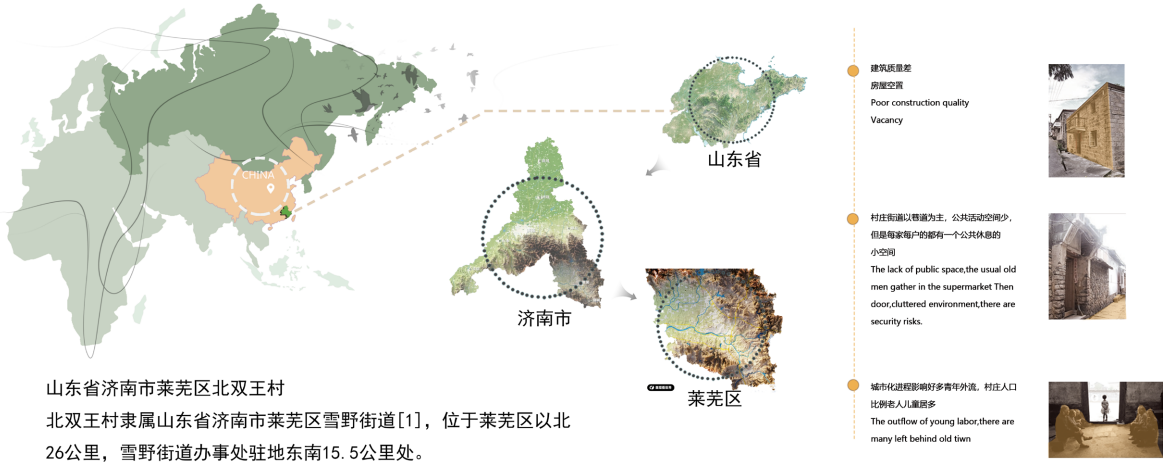 CHINA
山东省
济南市
莱芜区
山东省济南市莱芜区北双王村
北双王村隶属山东省济南市莱芜区雪野街道[1]，位于莱芜区以北
26公里，雪野街道办事处驻地东南15.5公里处。
建筑质量差
房屋空置
Poor construction quality
Vacancy
村庄街道以巷道为主，公共活动空间少，
但是每家每户的都有一个公共休息的
小空间
The lack of public space,the usual old
men gather in the supermarket Then
door,cluttered environment,there are
security risks.
城市化进程影响好多青年外流，村庄人口
比例老人儿童居多
The outflow of young labor,there are
many left behind old tiwn